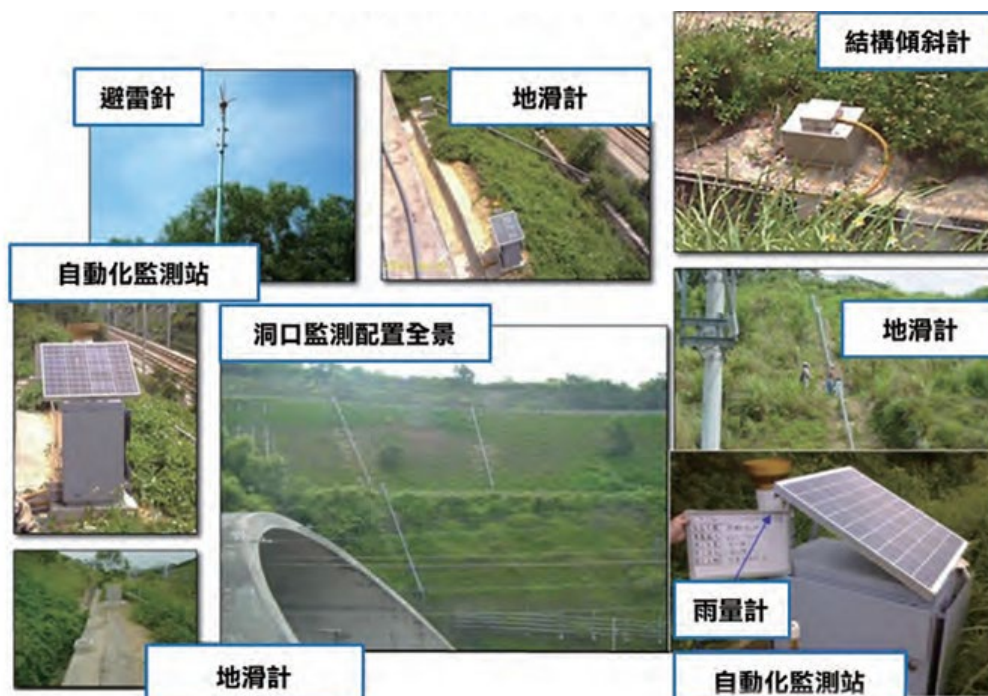 避雷針
地滑計
結構傾斜計
自動化監測站
洞口監測配置全景
地滑計
雨量計
地滑計
自動化監測站